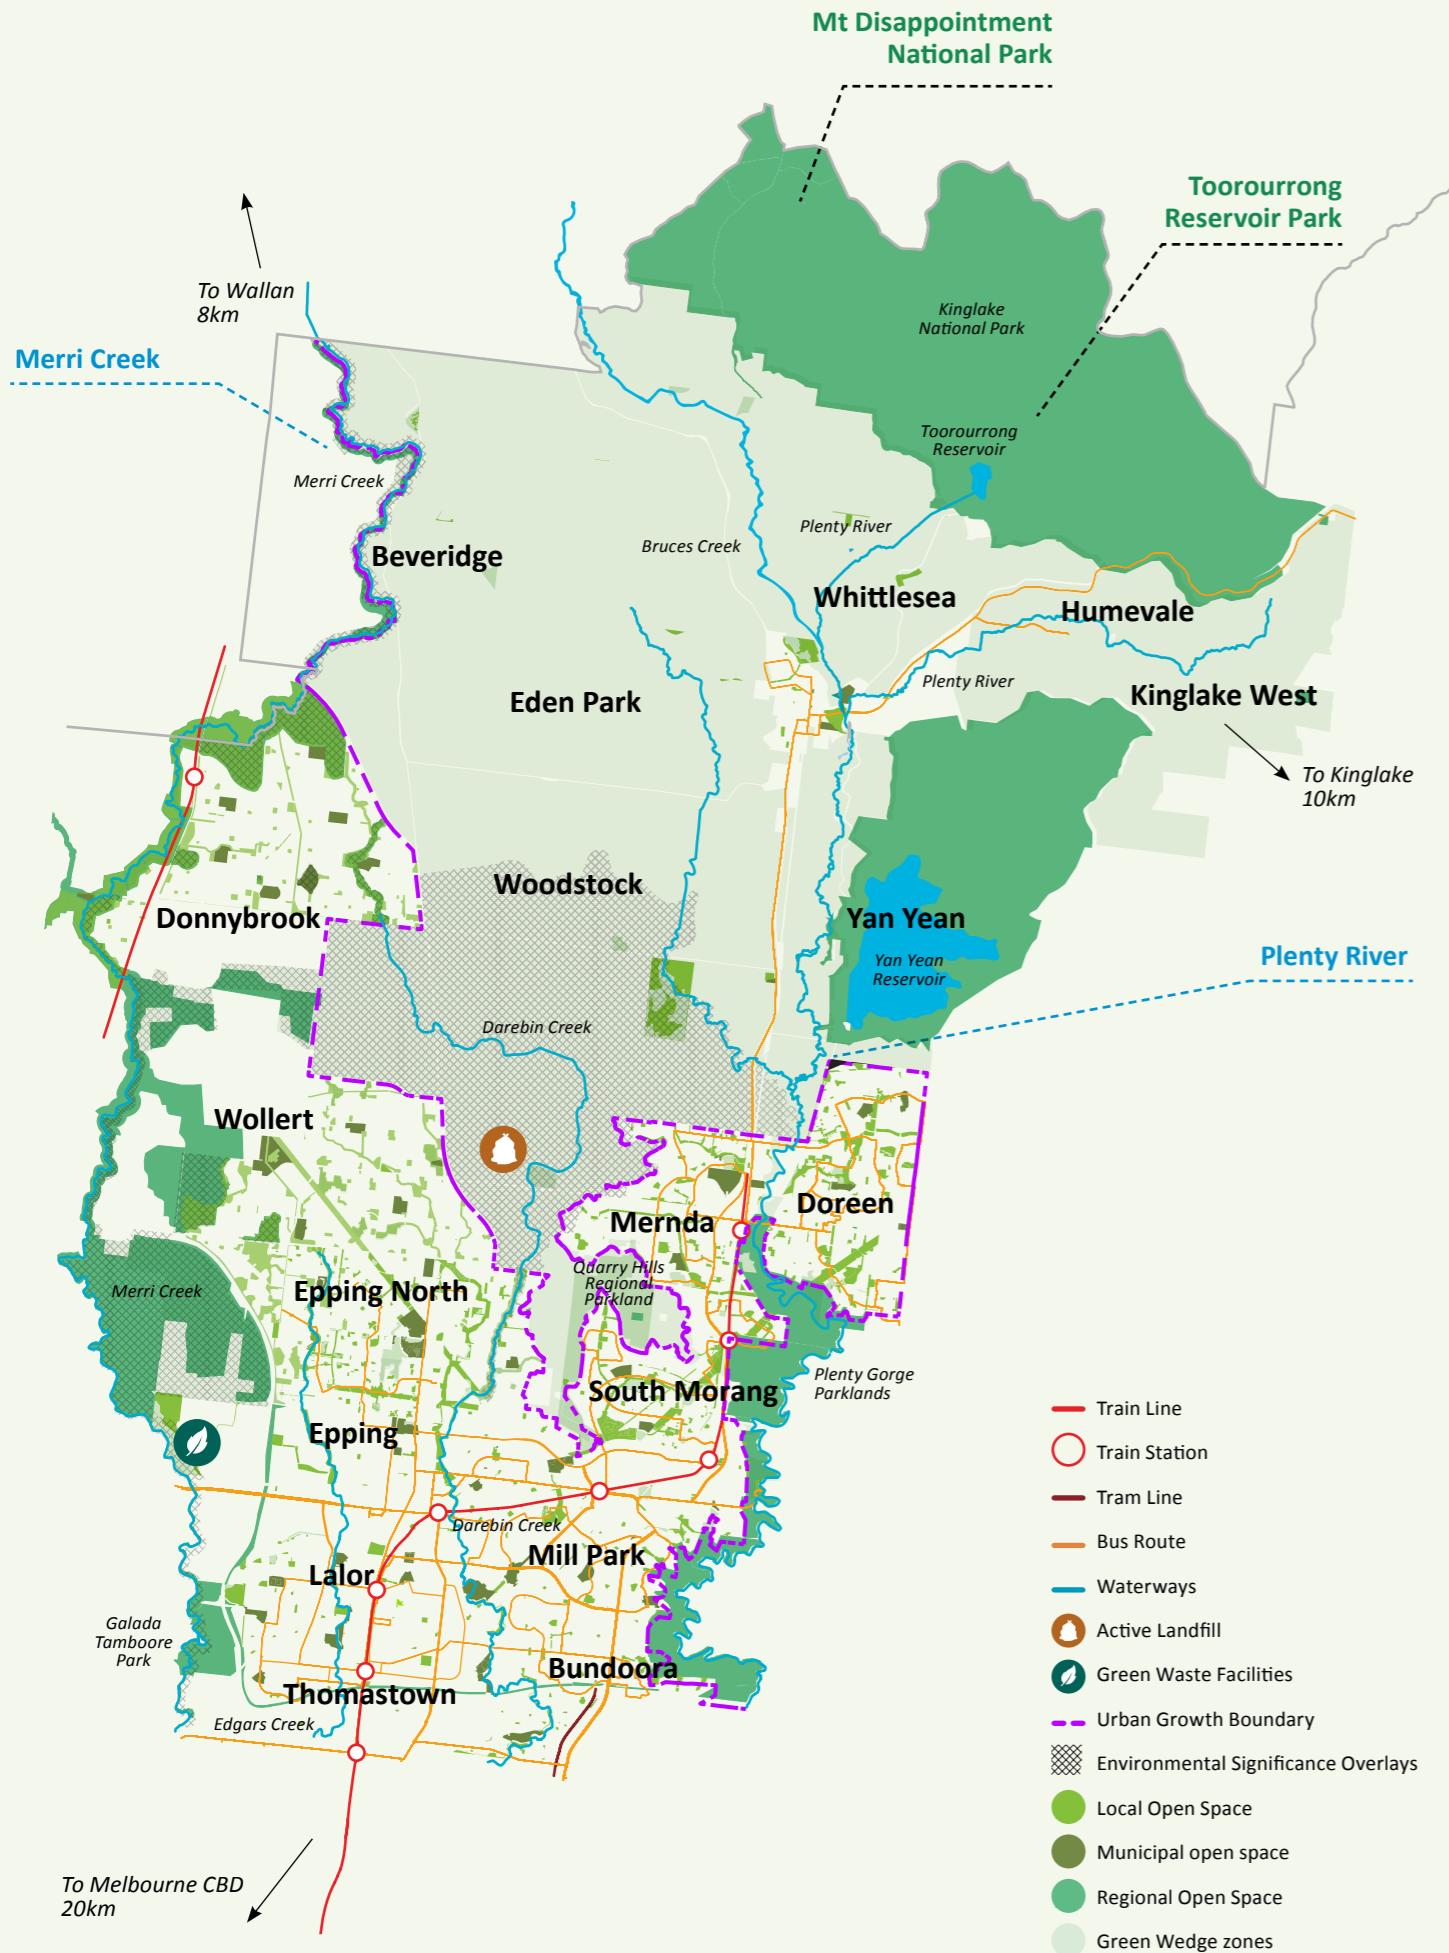 Mt Disappointment
National Park
Toorourrong
Reservoir Park
To Wallan
8km
Kinglake
National Park
Merri Creek
Toorourrong
Reservoir
Merri Creek
Plenty River
Bruces Creek
Beveridge
Whittlesea
Humevale
Plenty River
Eden Park
Kinglake West
To Kinglake
10km
Woodstock
Donnybrook
Yan Yean
Yan Yean
Reservoir
Plenty River
Darebin Creek
Wollert
Mernda
Doreen
Quarry Hills
Regional
Parkland
Merri Creek
Epping North
Plenty Gorge
Parklands
South Morang
Epping
Darebin Creek
Mill Park
Lalor
Galada
Tamboore
Park
Bundoora
Thomastown
Edgars Creek
To Melbourne CBD
20km
Train Line
Train Station
Tram Line
Bus Route
Waterways
Active Landfill
Green Waste Facilities
Urban Growth Boundary
Environmental Significance Overlays
Local Open Space
Municipal open space
Regional Open Space
Green Wedge zones